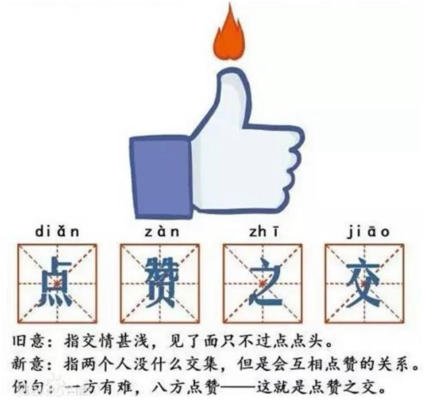 diǎn zàn zhī jiāo
点赞之交
旧意：指交情甚浅，见了面只不过点点头。
新意：指两个人没什么交集，但是会互相点赞的关系。
例句：一方有难，八方点赞——这就是点赞之交。